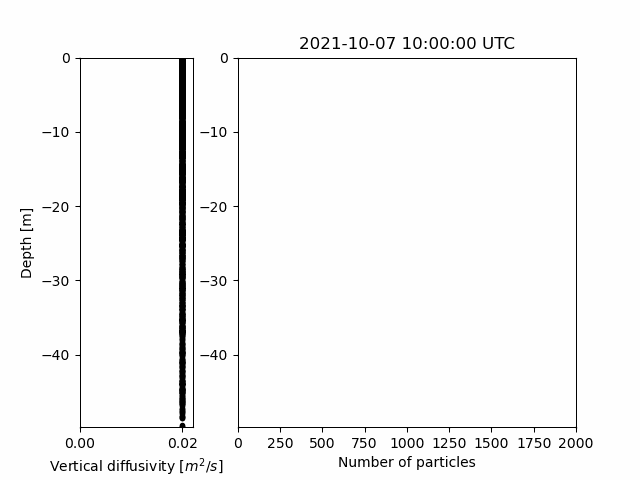 2021-10-07 10:00:00 UTC
0
−10
−20
−30
−40
Depth [m]
0.00 0.02
Vertical diffusivity [m²/s]
0
−10
−20
−30
−40
0 250 500 750 1000 1250 1500 1750 2000
Number of particles